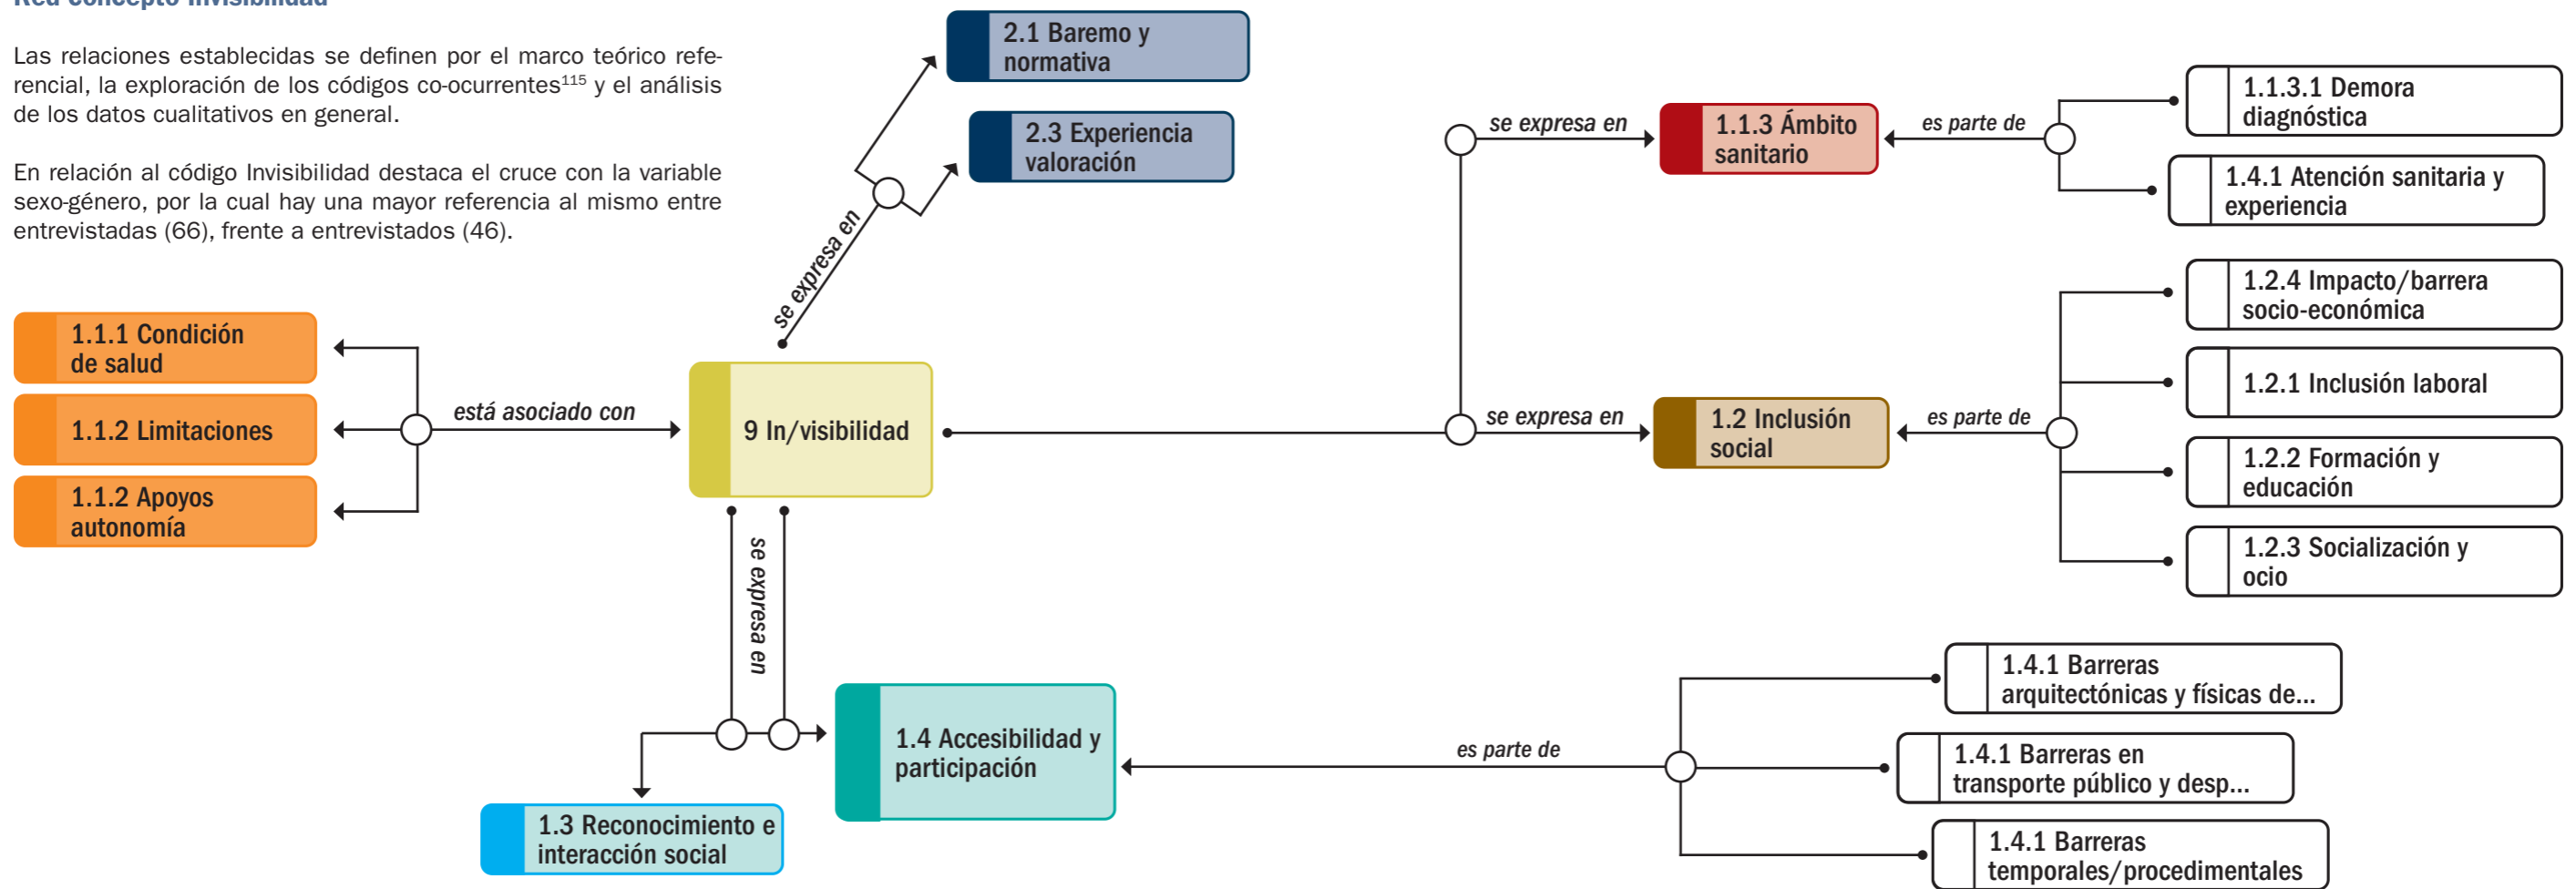 Red concepto Invisibilidad
Las relaciones establecidas se definen por el marco teórico refe-
rencial, la exploración de los códigos co-ocurrentes¹¹⁵ y el análisis
de los datos cualitativos en general.
En relación al código Invisibilidad destaca el cruce con la variable
sexo-género, por la cual hay una mayor referencia al mismo entre
entrevistadas (66), frente a entrevistados (46).
2.1 Baremo y
normativa
2.3 Experiencia
valoración
se expresa en
1.1.1 Condición
de salud
1.1.2 Limitaciones
1.1.2 Apoyos
autonomía
está asociado con
9 In/visibilidad
se expresa en
1.1.3 Ámbito
sanitario
es parte de
1.1.3.1 Demora
diagnóstica
1.4.1 Atención sanitaria y
experiencia
se expresa en
1.2 Inclusión
social
es parte de
1.2.4 Impacto/barrera
socio-económica
1.2.1 Inclusión laboral
1.2.2 Formación y
educación
1.2.3 Socialización y
ocio
se expresa en
1.3 Reconocimiento e
interacción social
1.4 Accesibilidad y
participación
es parte de
1.4.1 Barreras
arquitectónicas y físicas de...
1.4.1 Barreras en
transporte público y desp...
1.4.1 Barreras
temporales/procedimentales